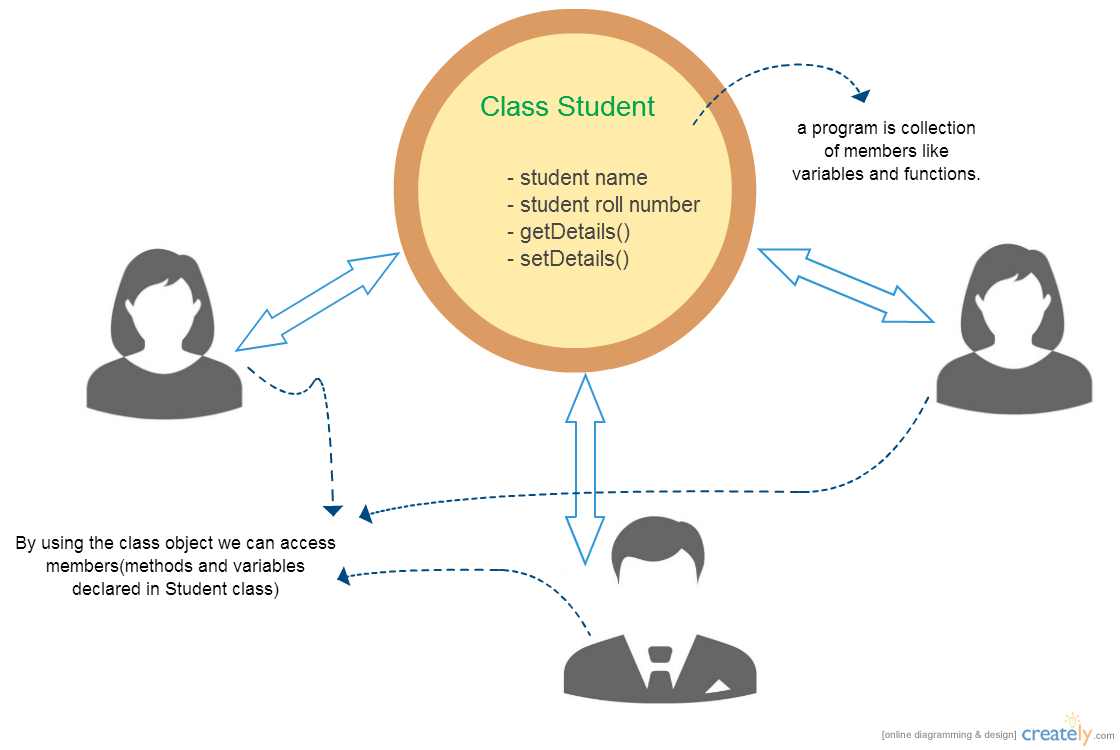 Class Student
- student name
- student roll number
- getDetails()
- setDetails()
a program is collection
of members like
variables and functions.
By using the class object we can access
members(methods and variables
declared in Student class)
[online diagramming & design] creately.com